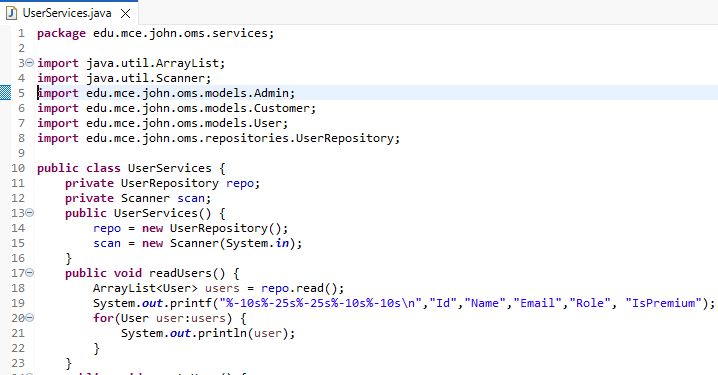 UserServices.java
1 package edu.mce.john.oms.services;
2
3 import java.util.ArrayList;
4 import java.util.Scanner;
5 import edu.mce.john.oms.models.Admin;
6 import edu.mce.john.oms.models.Customer;
7 import edu.mce.john.oms.models.User;
8 import edu.mce.john.oms.repositories.UserRepository;
9
10 public class UserServices {
11     private UserRepository repo;
12     private Scanner scan;
13     public UserServices() {
14         repo = new UserRepository();
15         scan = new Scanner(System.in);
16     }
17     public void readUsers() {
18         ArrayList<User> users = repo.read();
19         System.out.printf("%-10s%-25s%-25s%-10s%-10s\n","Id","Name","Email","Role", "IsPremium");
20         for(User user:users) {
21             System.out.println(user);
22         }
23     }